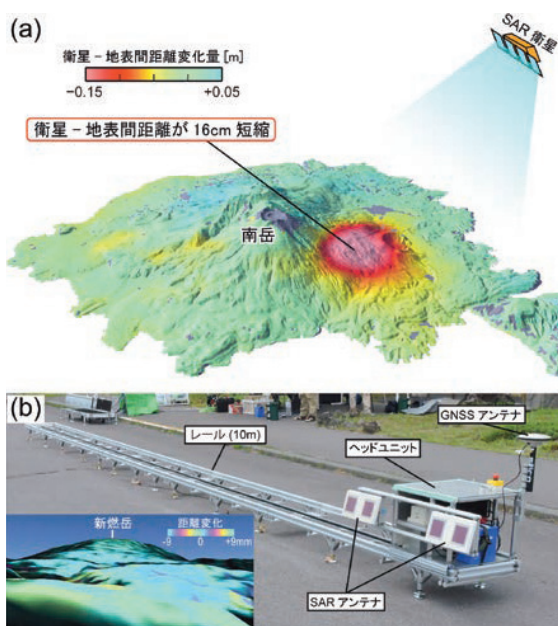 (a)
衛星－地表間距離変化量 [m]
−0.15
+0.05
SAR 衛星
衛星－地表間距離が 16cm 短縮
南岳
(b)
GNSS アンテナ
レール (10m)
ヘッドユニット
新燃岳
距離変化
-9
0
+9mm
SAR アンテナ